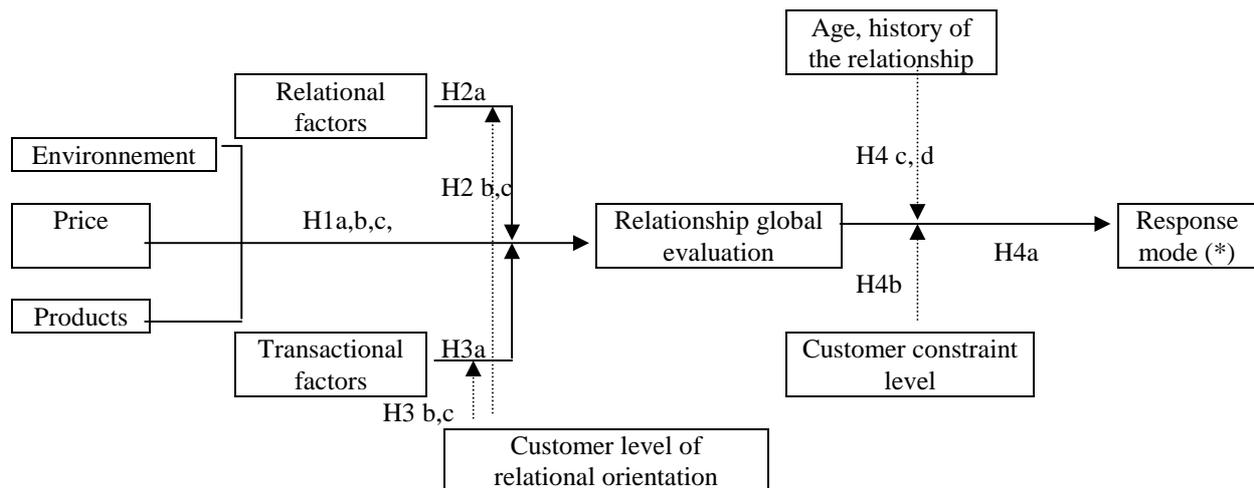 Age, history of
the relationship
Relational
factors
H2a
Environnement
H4 c, d
H2 b,c
Price
H1a,b,c,
Relationship global
evaluation
Response
mode (*)
H4a
H4b
Products
Transactional
factors
H3a
Customer constraint
level
H3 b,c
Customer level of
relational orientation